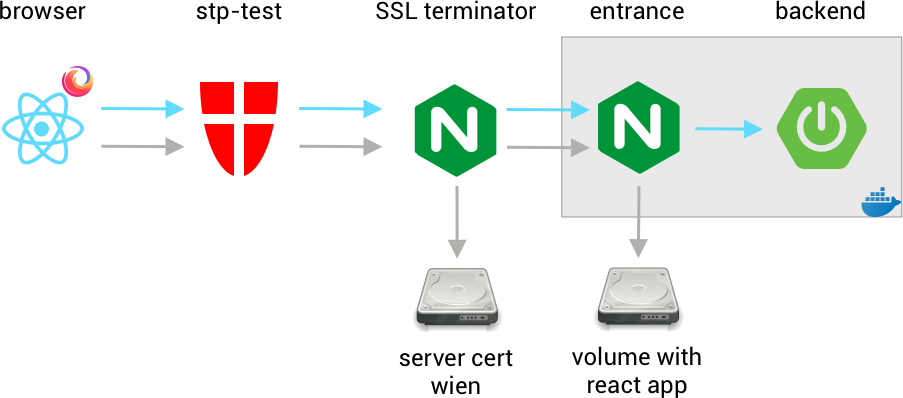 browser
stp-test
SSL terminator
entrance
backend
server cert
wien
volume with
react app